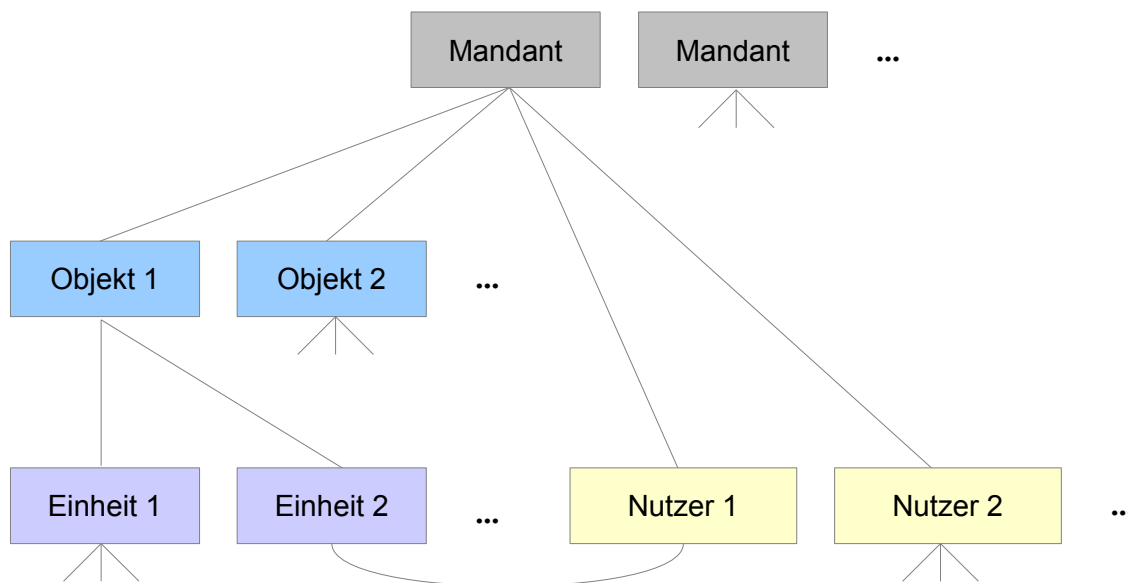 Mandant Mandant ...
Objekt 1 Objekt 2 ...
Einheit 1 Einheit 2 ... Nutzer 1 Nutzer 2 ..